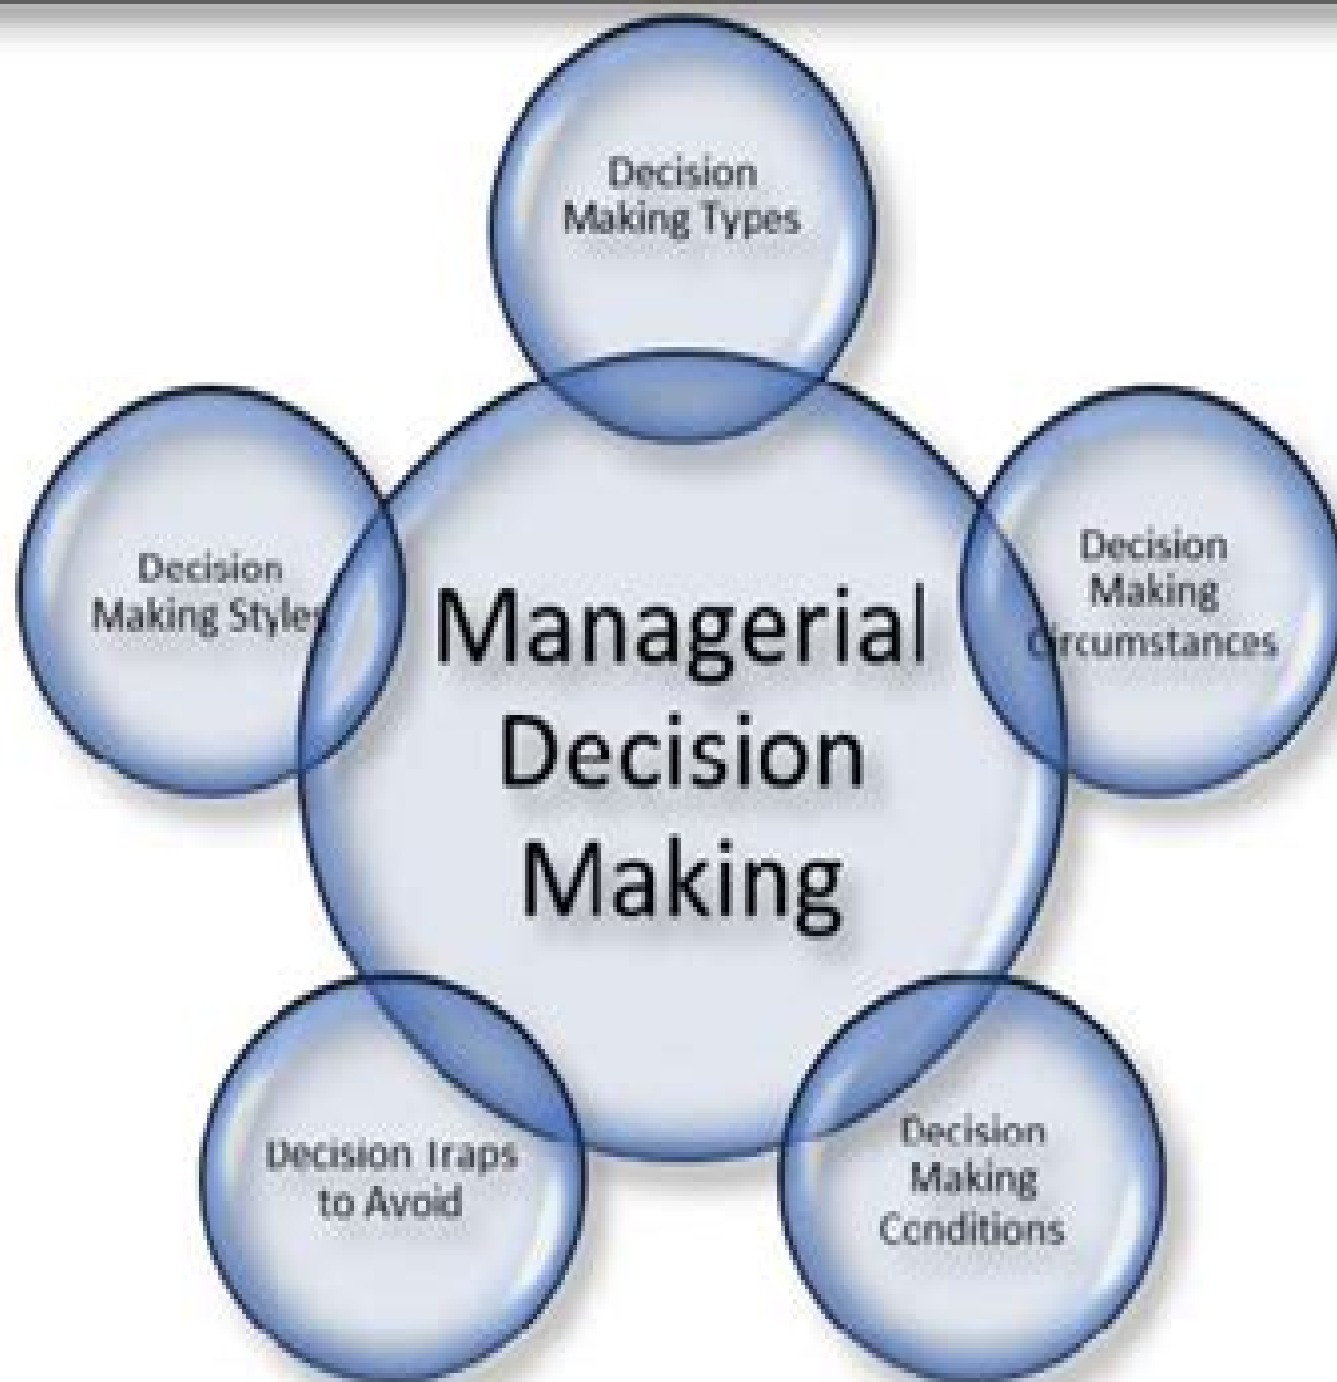 Decision
Making Types
Decision
Making Styles
Managerial
Decision
Making
Decision
Making
Circumstances
Decision Traps
to Avoid
Decision
Making
Conditions